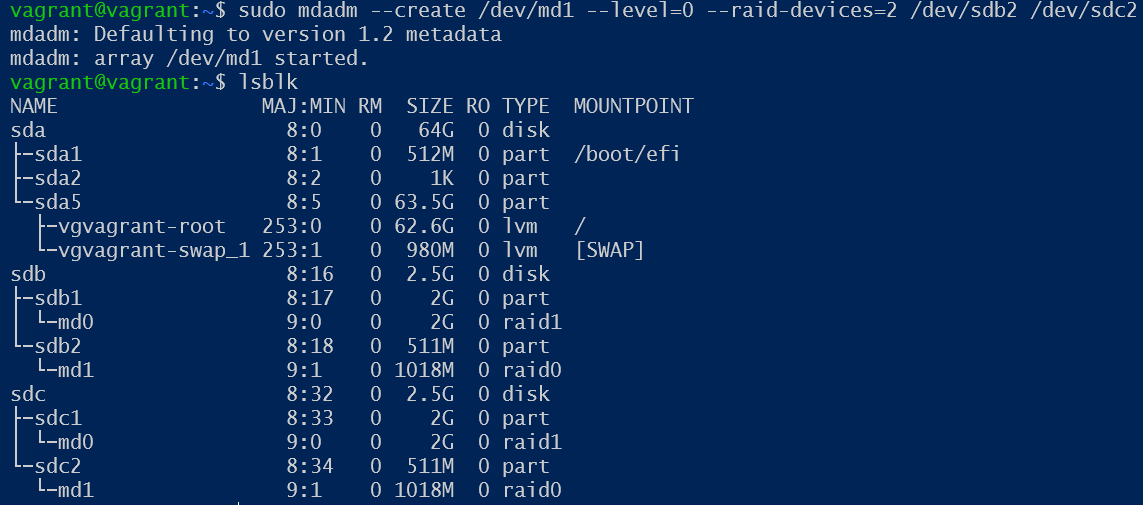 vagrant@vagrant:~$ sudo mdadm --create /dev/md1 --level=0 --raid-devices=2 /dev/sdb2 /dev/sdc2
mdadm: Defaulting to version 1.2 metadata
mdadm: array /dev/md1 started.
vagrant@vagrant:~$ lsblk
NAME                 MAJ:MIN RM  SIZE RO TYPE  MOUNTPOINT
sda                    8:0    0   64G  0 disk
├─sda1                 8:1    0  512M  0 part  /boot/efi
├─sda2                 8:2    0    1K  0 part
└─sda5                 8:5    0 63.5G  0 part
  ├─vgvagrant-root   253:0    0 62.6G  0 lvm   /
  └─vgvagrant-swap_1 253:1    0  980M  0 lvm   [SWAP]
sdb                    8:16   0  2.5G  0 disk
├─sdb1                 8:17   0    2G  0 part
│ └─md0                9:0    0    2G  0 raid1
└─sdb2                 8:18   0  511M  0 part
  └─md1                9:1    0 1018M  0 raid0
sdc                    8:32   0  2.5G  0 disk
├─sdc1                 8:33   0    2G  0 part
│ └─md0                9:0    0    2G  0 raid1
└─sdc2                 8:34   0  511M  0 part
  └─md1                9:1    0 1018M  0 raid0